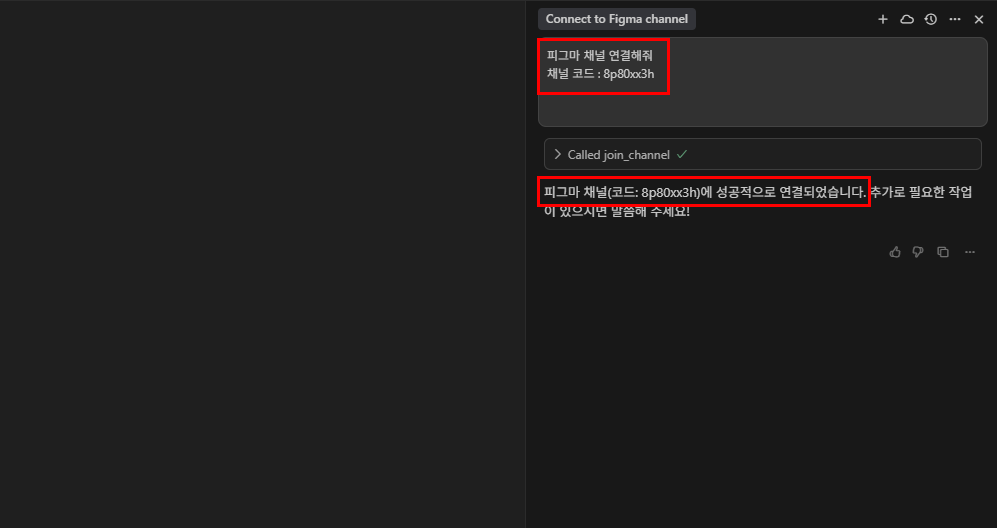 Connect to Figma channel
피그마 채널 연결해줘
채널 코드 : 8p80xx3h
Called join_channel
피그마 채널(코드: 8p80xx3h)에 성공적으로 연결되었습니다. 추가로 필요한 작업
이 있으시면 말씀해 주세요!